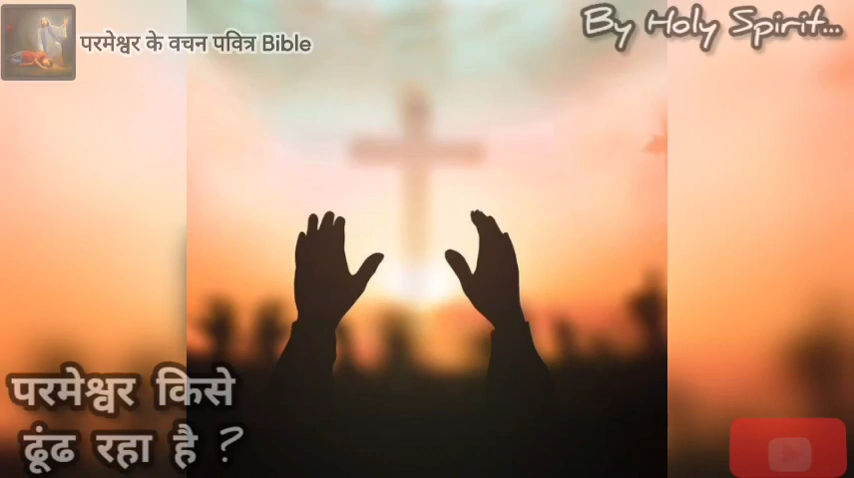 परमेश्वर के वचन पवित्र Bible
By Holy Spirit...
परमेश्वर किसे
ढूंढ रहा है ?